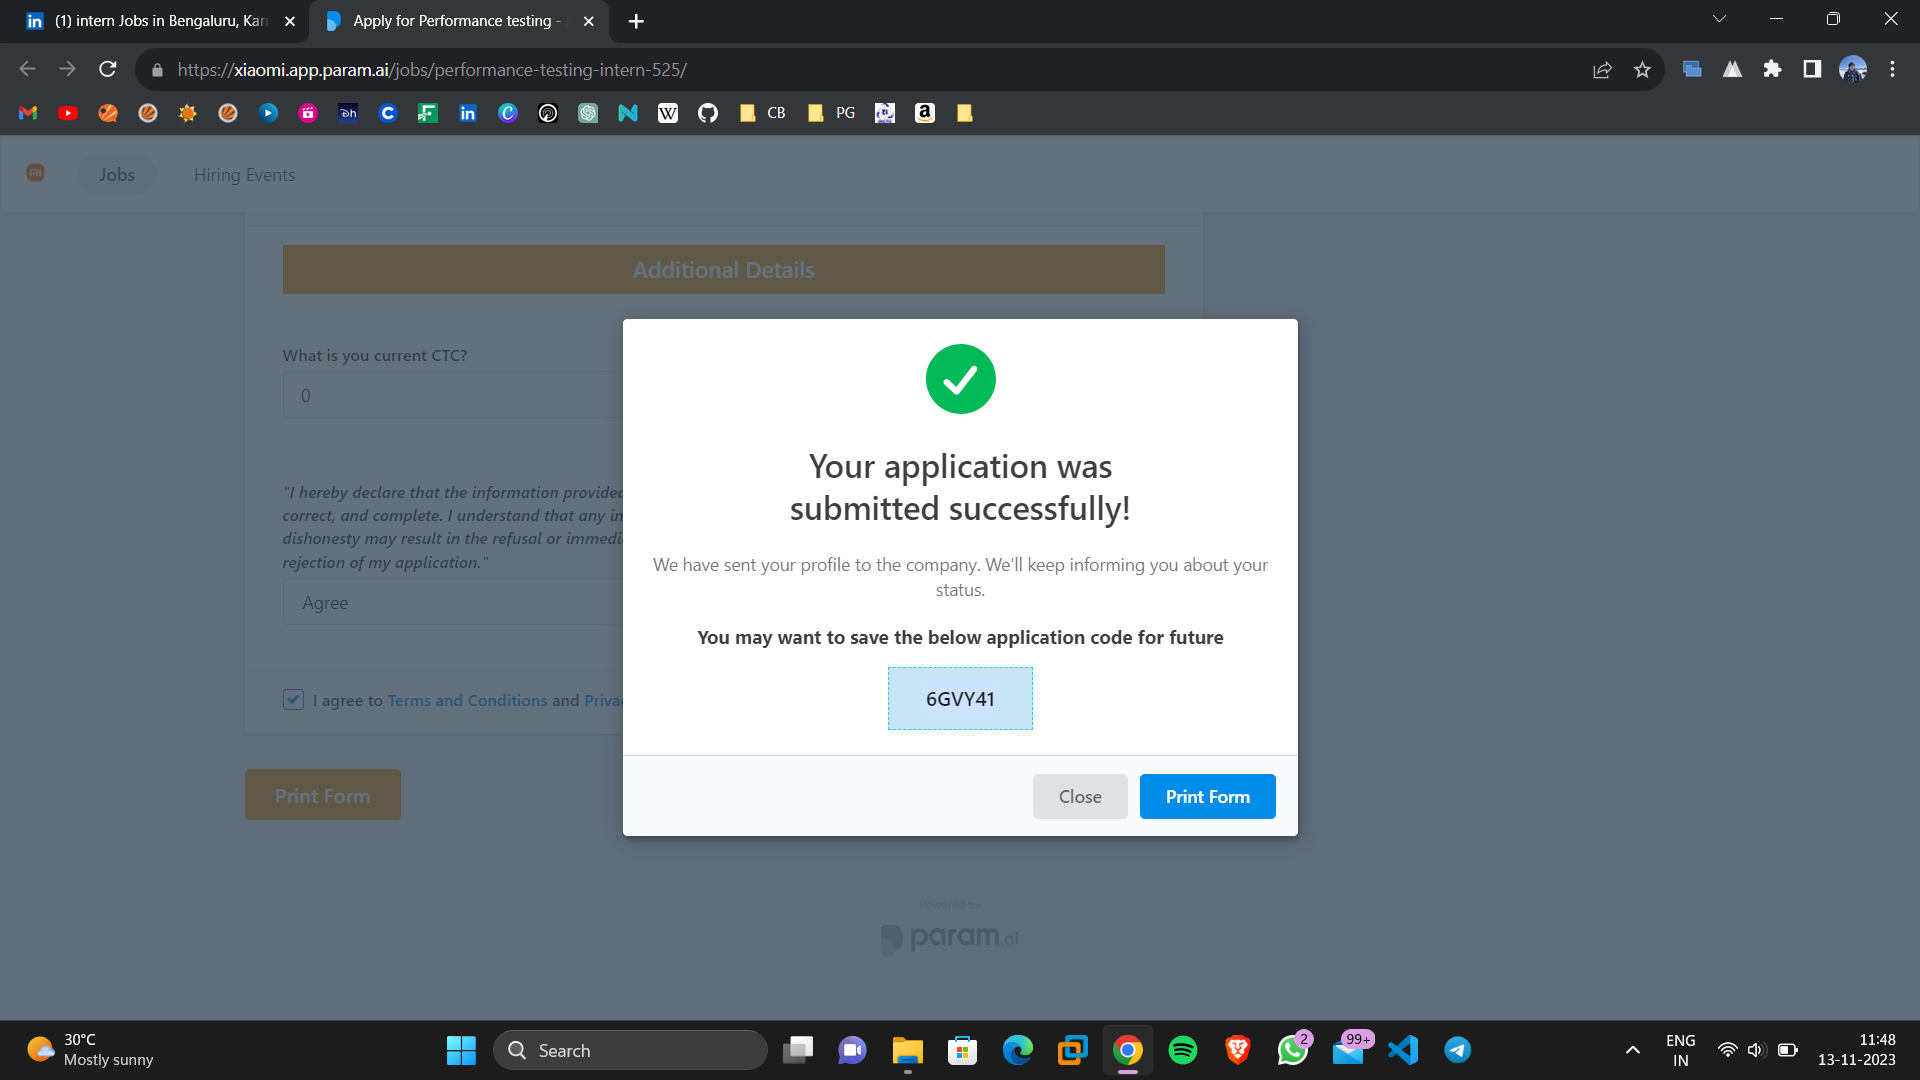 (1) intern Jobs in Bengaluru, Kar
Apply for Performance testing -
https://xiaomi.app.param.ai/jobs/performance-testing-intern-525/
CB
PG
Jobs
Hiring Events
Additional Details
What is you current CTC?
0
"I hereby declare that the information provided
correct, and complete. I understand that any in
dishonesty may result in the refusal or immedi
rejection of my application."
Agree
I agree to Terms and Conditions and Priva
Print Form
Your application was
submitted successfully!
We have sent your profile to the company. We'll keep informing you about your
status.
You may want to save the below application code for future
6GVY41
Close
Print Form
Powered by
param.ai
30°C
Mostly sunny
Search
2
99+
ENG
IN
11:48
13-11-2023